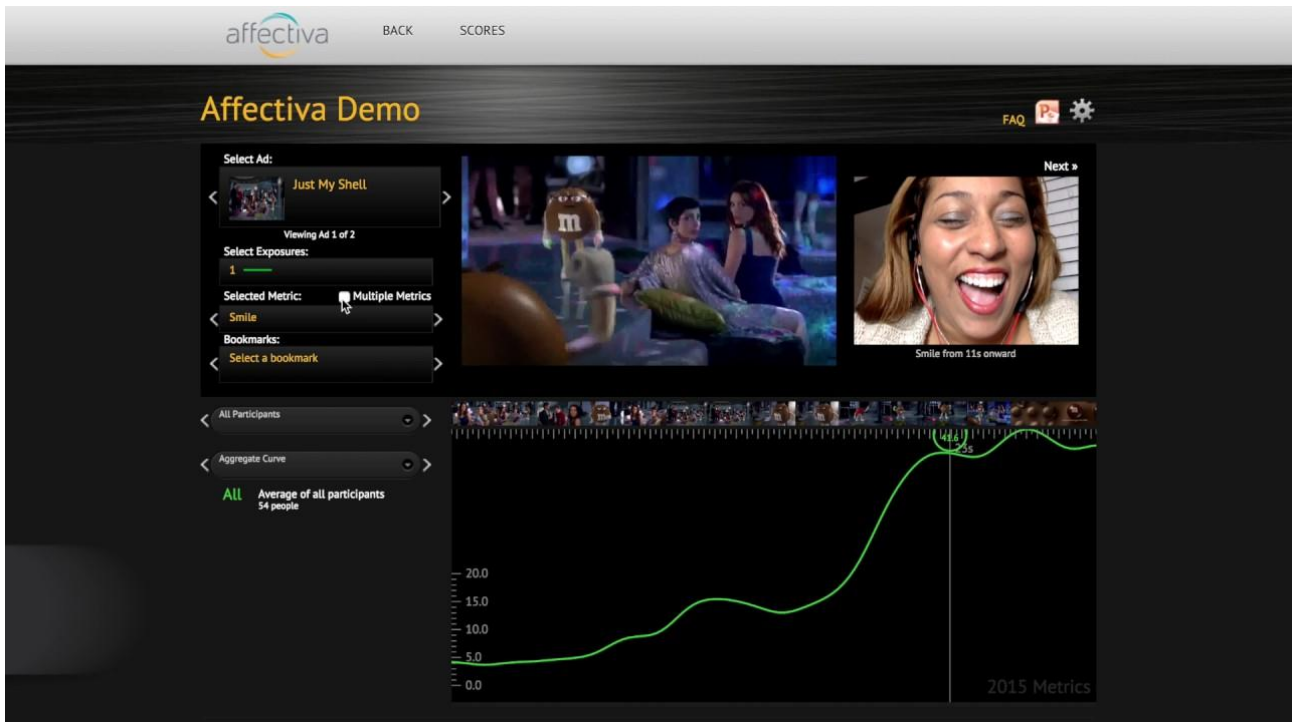 affectiva
BACK
SCORES
Affectiva Demo
FAQ
P
Select Ad:
Just My Shell
Viewing Ad 1 of 2
Select Exposures:
1
Selected Metric:
Multiple Metrics
Smile
Bookmarks:
Select a bookmark
m
Next »
Smile from 11s onward
All Participants
Aggregate Curve
All
Average of all participants
54 people
41.6
25s
20.0
15.0
10.0
5.0
0.0
2015 Metrics